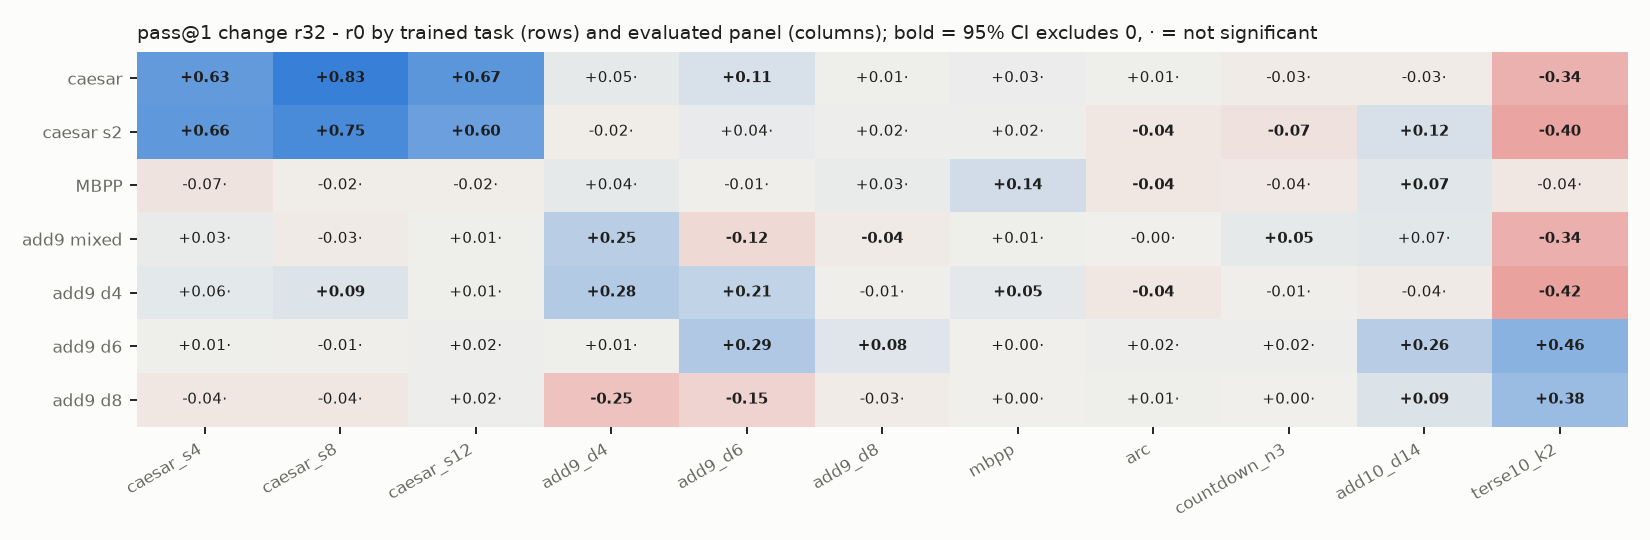 pass@1 change r32 - r0 by trained task (rows) and evaluated panel (columns); bold = 95% CI excludes 0, · = not significant
caesar +0.63 +0.83 +0.67 +0.05· +0.11 +0.01· +0.03· +0.01· -0.03· -0.03· -0.34
caesar s2 +0.66 +0.75 +0.60 -0.02· +0.04· +0.02· +0.02· -0.04 -0.07 +0.12 -0.40
MBPP -0.07· -0.02· -0.02· +0.04· -0.01· +0.03· +0.14 -0.04 -0.04· +0.07 -0.04·
add9 mixed +0.03· -0.03· +0.01· +0.25 -0.12 -0.04 +0.01· -0.00· +0.05 +0.07· -0.34
add9 d4 +0.06· +0.09 +0.01· +0.28 +0.21 -0.01· +0.05 -0.04 -0.01· -0.04· -0.42
add9 d6 +0.01· -0.01· +0.02· +0.01· +0.29 +0.08 +0.00· +0.02· +0.02· +0.26 +0.46
add9 d8 -0.04· -0.04· +0.02· -0.25 -0.15 -0.03· +0.00· +0.01· +0.00· +0.09 +0.38
caesar_s4 caesar_s8 caesar_s12 add9_d4 add9_d6 add9_d8 mbpp arc countdown_n3 add10_d14 terse10_k2